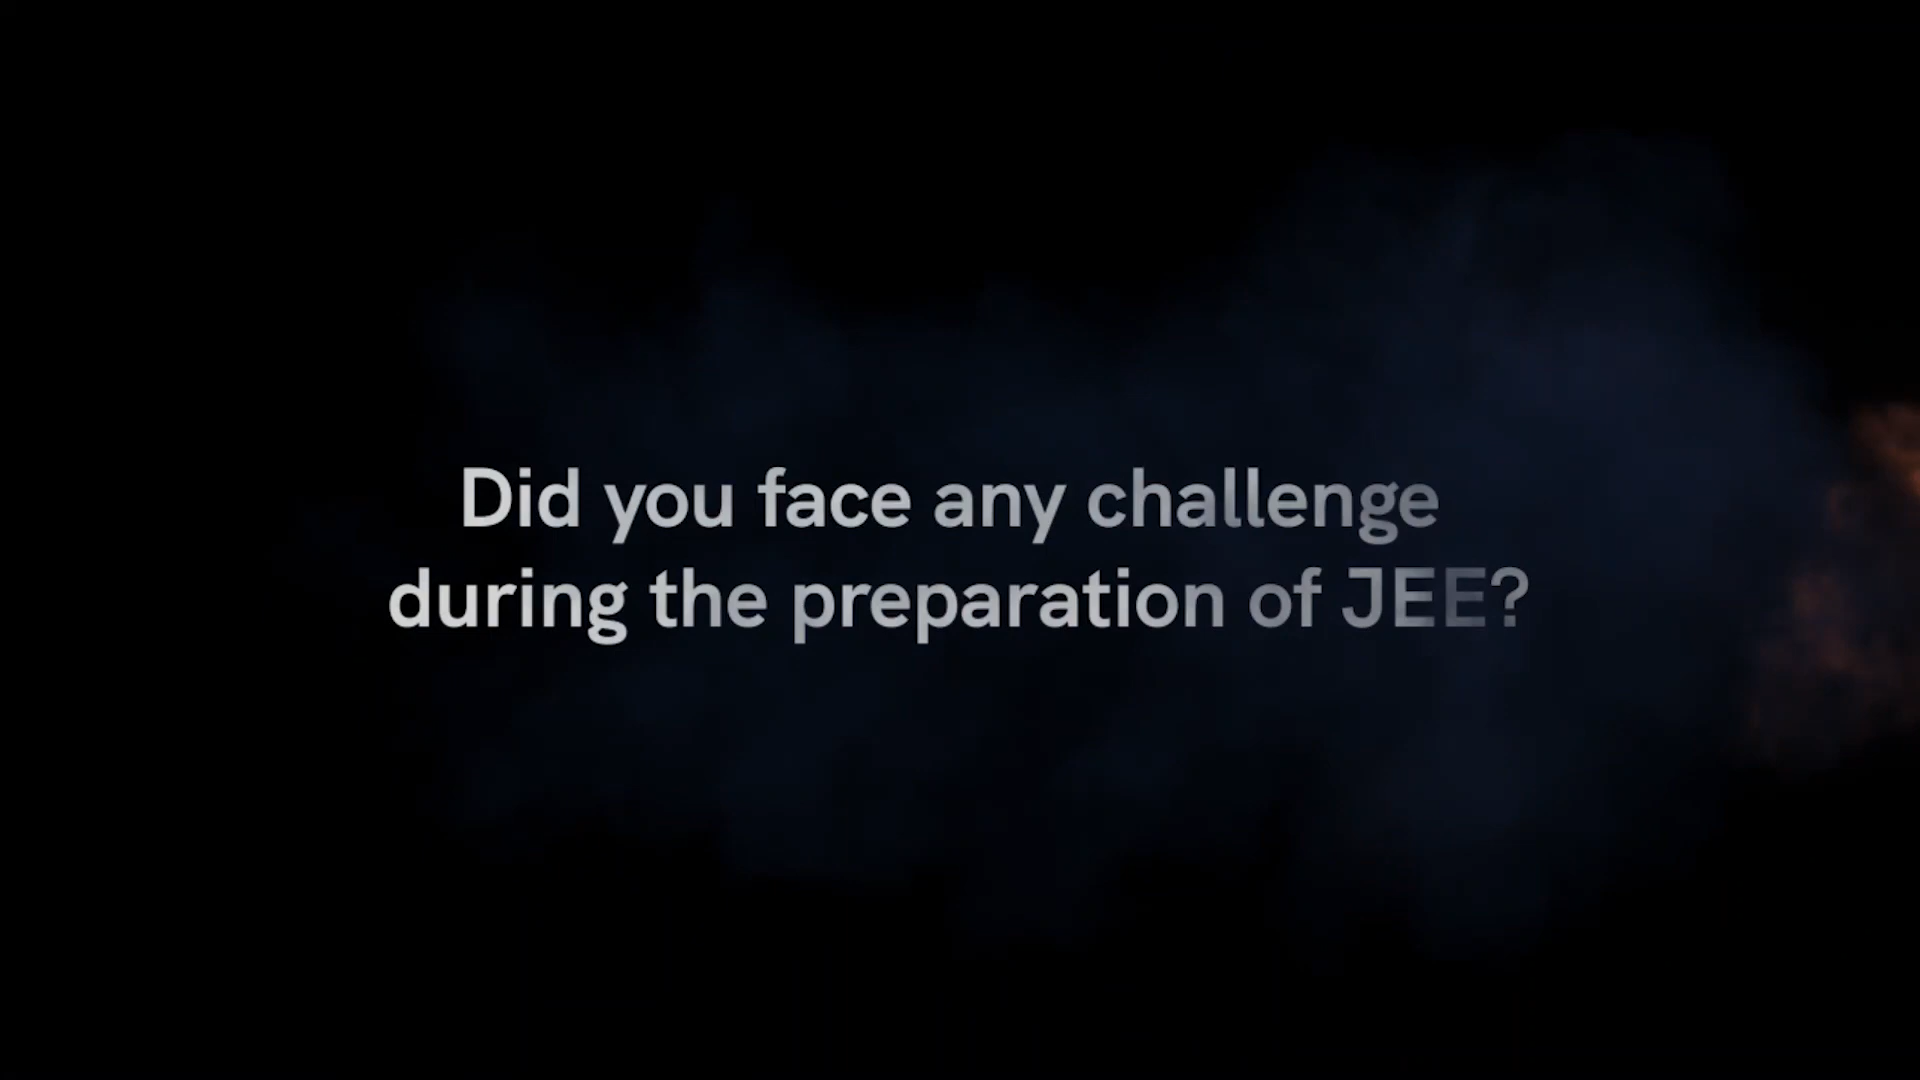 Did you face any challenge
during the preparation of JEE?